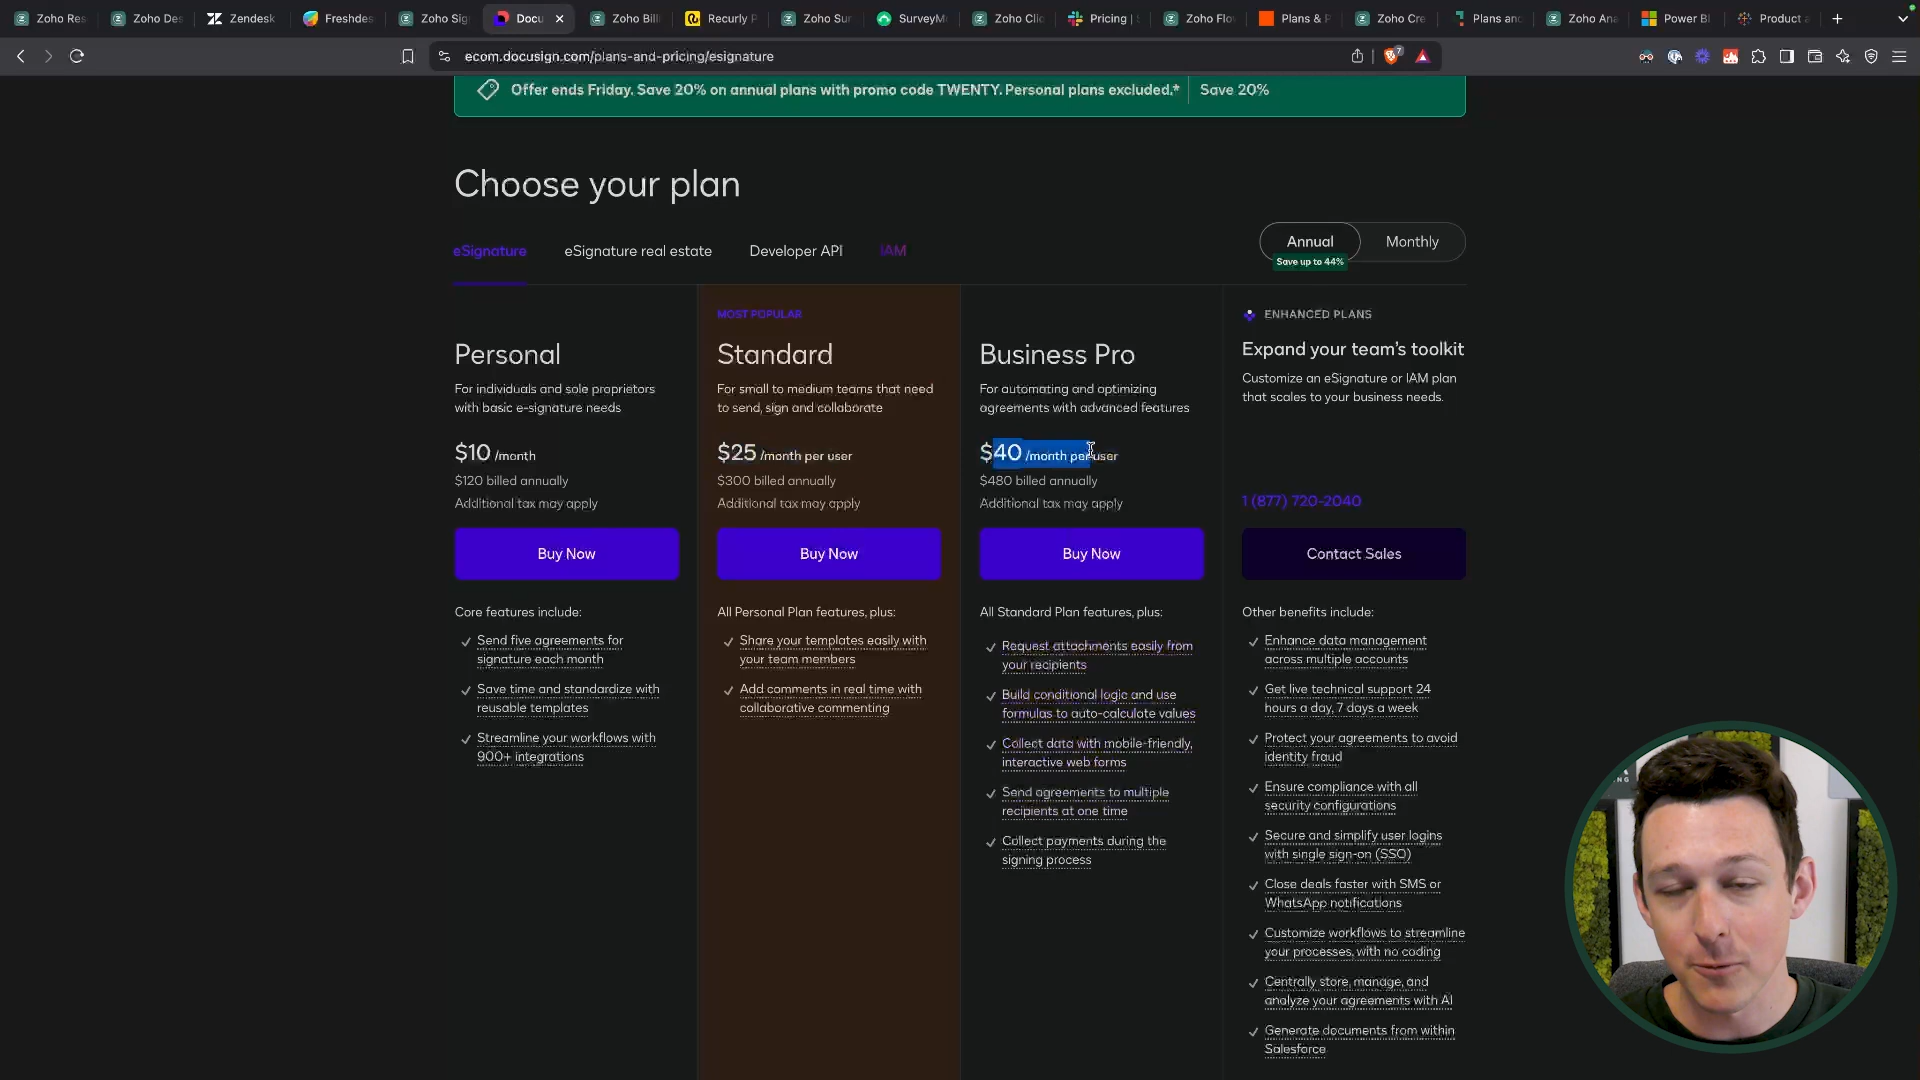 Zoho Res
Zoho Des
Zendesk
Freshdes
Zoho Sig
Docu
Zoho Billi
Recurly P
Zoho Sur
SurveyM
Zoho Clic
Pricing | S
Zoho Flo
Plans & P
Zoho Cre
Plans and
Zoho Ana
Power BI
Product a
ecom.docusign.com/plans-and-pricing/esignature
7
Offer ends Friday. Save 20% on annual plans with promo code TWENTY. Personal plans excluded.*
Save 20%
Choose your plan
eSignature
eSignature real estate
Developer API
IAM
Annual
Monthly
Save up to 44%
Personal
For individuals and sole proprietors
with basic e-signature needs
$10 /month
$120 billed annually
Additional tax may apply
Buy Now
Core features include:
Send five agreements for
signature each month
Save time and standardize with
reusable templates
Streamline your workflows with
900+ integrations
MOST POPULAR
Standard
For small to medium teams that need
to send, sign and collaborate
$25 /month per user
$300 billed annually
Additional tax may apply
Buy Now
All Personal Plan features, plus:
Share your templates easily with
your team members
Add comments in real time with
collaborative commenting
Business Pro
For automating and optimizing
agreements with advanced features
$40 /month per user
$480 billed annually
Additional tax may apply
Buy Now
All Standard Plan features, plus:
Request attachments easily from
your recipients
Build conditional logic and use
formulas to auto-calculate values
Collect data with mobile-friendly,
interactive web forms
Send agreements to multiple
recipients at one time
Collect payments during the
signing process
ENHANCED PLANS
Expand your team's toolkit
Customize an eSignature or IAM plan
that scales to your business needs.
1 (877) 720-2040
Contact Sales
Other benefits include:
Enhance data management
across multiple accounts
Get live technical support 24
hours a day, 7 days a week
Protect your agreements to avoid
identity fraud
Ensure compliance with all
security configurations
Secure and simplify user logins
with single sign-on (SSO)
Close deals faster with SMS or
WhatsApp notifications
Customize workflows to streamline
your processes, with no coding
Centrally store, manage, and
analyze your agreements with AI
Generate documents from within
Salesforce